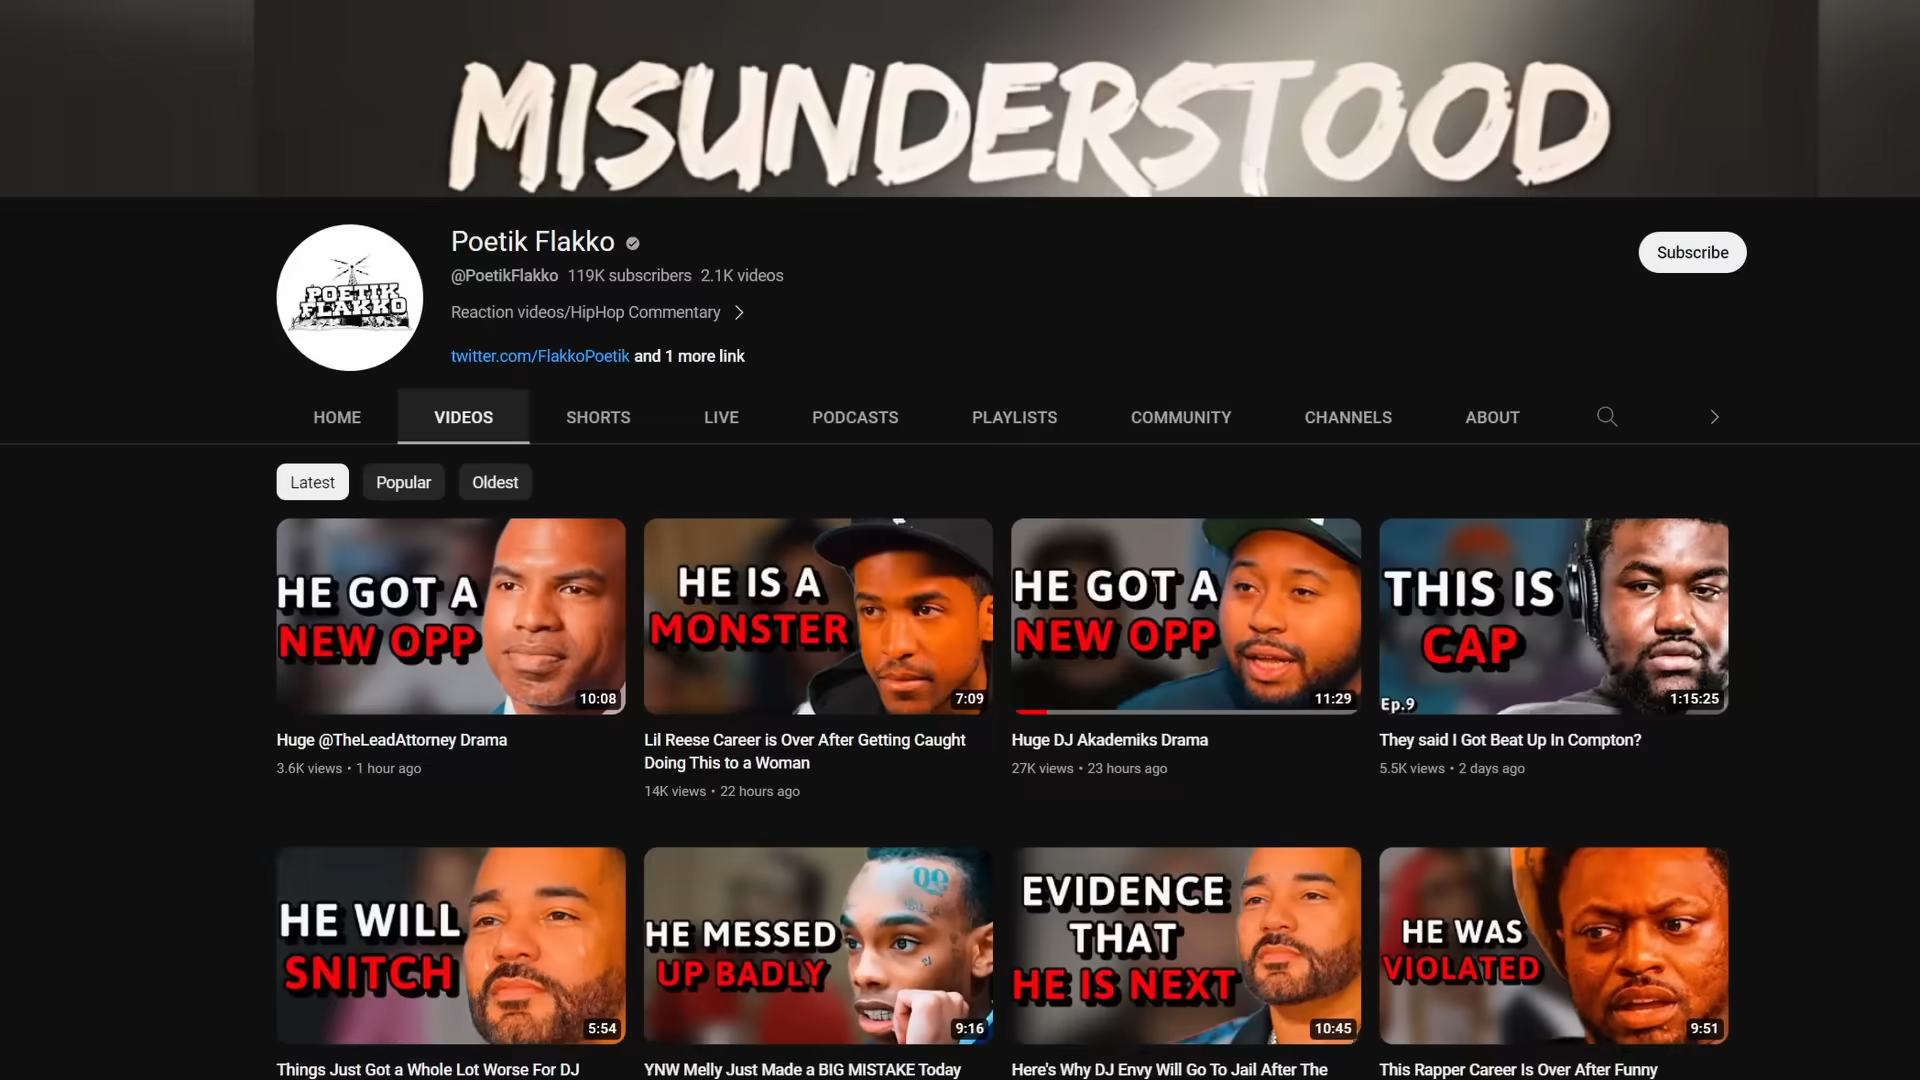 MISUNDERSTOOD
POETIK
FLAKKO
Poetik Flakko
@PoetikFlakko 119K subscribers 2.1K videos
Reaction videos/HipHop Commentary
twitter.com/FlakkoPoetik and 1 more link
Subscribe
HOME VIDEOS SHORTS LIVE PODCASTS PLAYLISTS COMMUNITY CHANNELS ABOUT
Latest Popular Oldest
HE GOT A
NEW OPP
10:08
Huge @TheLeadAttorney Drama
3.6K views • 1 hour ago
HE IS A
MONSTER
7:09
Lil Reese Career is Over After Getting Caught
Doing This to a Woman
14K views • 22 hours ago
HE GOT A
NEW OPP
11:29
Huge DJ Akademiks Drama
27K views • 23 hours ago
THIS IS
CAP
Ep.9
1:15:25
They said I Got Beat Up In Compton?
5.5K views • 2 days ago
HE WILL
SNITCH
5:54
Things Just Got a Whole Lot Worse For DJ
HE MESSED
UP BADLY
9:16
YNW Melly Just Made a BIG MISTAKE Today
EVIDENCE
THAT
HE IS NEXT
10:45
Here's Why DJ Envy Will Go To Jail After The
HE WAS
VIOLATED
9:51
This Rapper Career Is Over After Funny